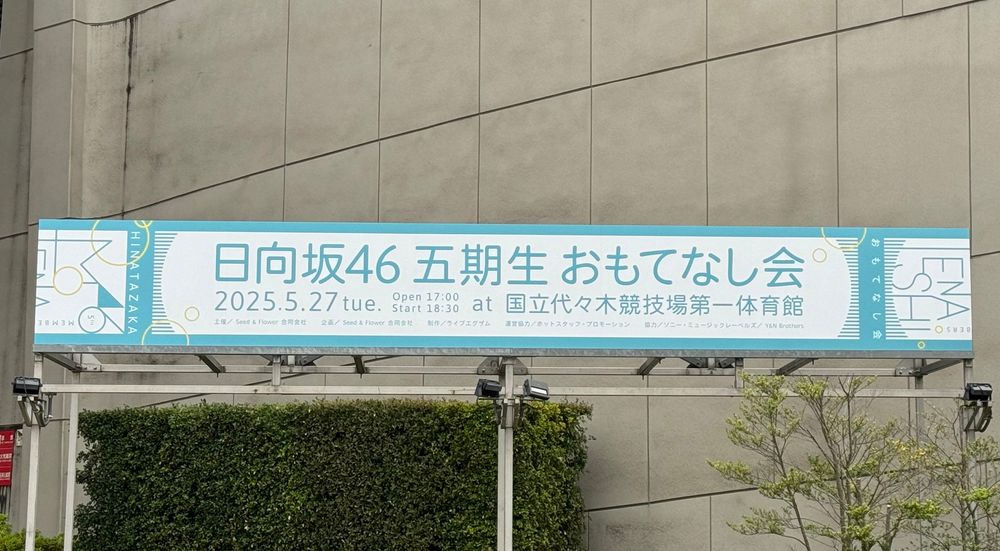 HINATAZAKA
日向坂46 五期生 おもてなし会
2025.5.27 tue. Open 17:00 Start 18:30 at 国立代々木競技場第一体育館
主催／ Seed & Flower 合同会社 企画／ Seed & Flower 合同会社 制作／ライブエグザム 運営協力／ホットスタッフ・プロモーション 協力／ソニー・ミュージックレーベルズ／ Y&N Brothers
おもてなし会